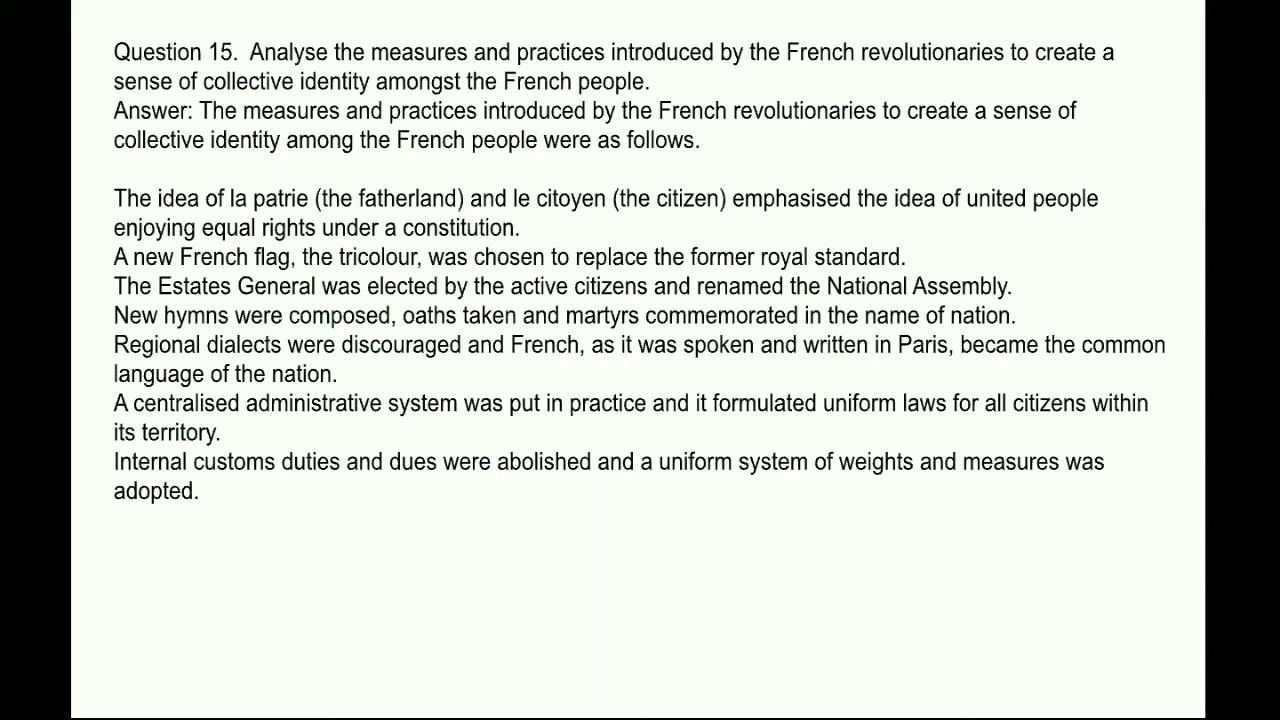 Question 15.  Analyse the measures and practices introduced by the French revolutionaries to create a
sense of collective identity amongst the French people.
Answer: The measures and practices introduced by the French revolutionaries to create a sense of
collective identity among the French people were as follows.
The idea of la patrie (the fatherland) and le citoyen (the citizen) emphasised the idea of united people
enjoying equal rights under a constitution.
A new French flag, the tricolour, was chosen to replace the former royal standard.
The Estates General was elected by the active citizens and renamed the National Assembly.
New hymns were composed, oaths taken and martyrs commemorated in the name of nation.
Regional dialects were discouraged and French, as it was spoken and written in Paris, became the common
language of the nation.
A centralised administrative system was put in practice and it formulated uniform laws for all citizens within
its territory.
Internal customs duties and dues were abolished and a uniform system of weights and measures was
adopted.